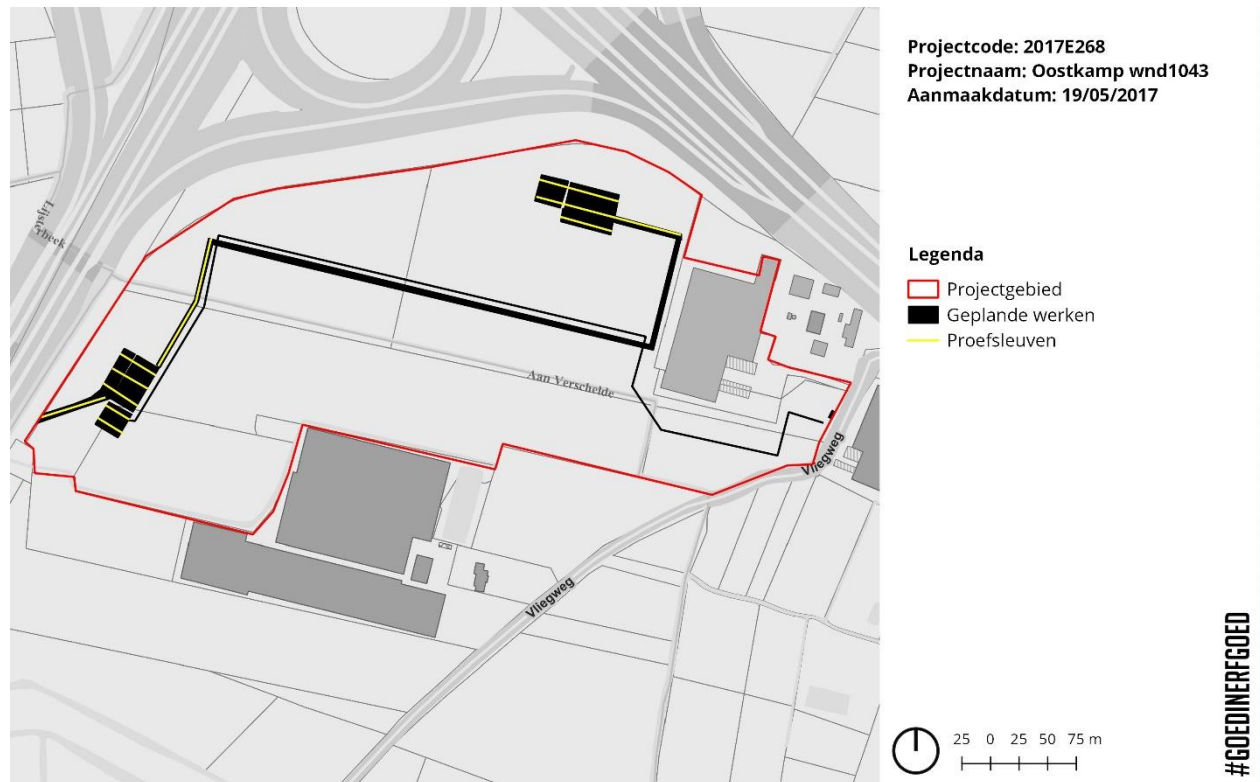 Projectcode: 2017E268
Projectnaam: Oostkamp wnd1043
Aanmaakdatum: 19/05/2017
Lijsterbeek
Aan Verschelde
Vliegweg
Vliegweg
Legenda
Projectgebied
Geplande werken
Proefsleuven
25 0 25 50 75 m
#GOEDINERFGOED